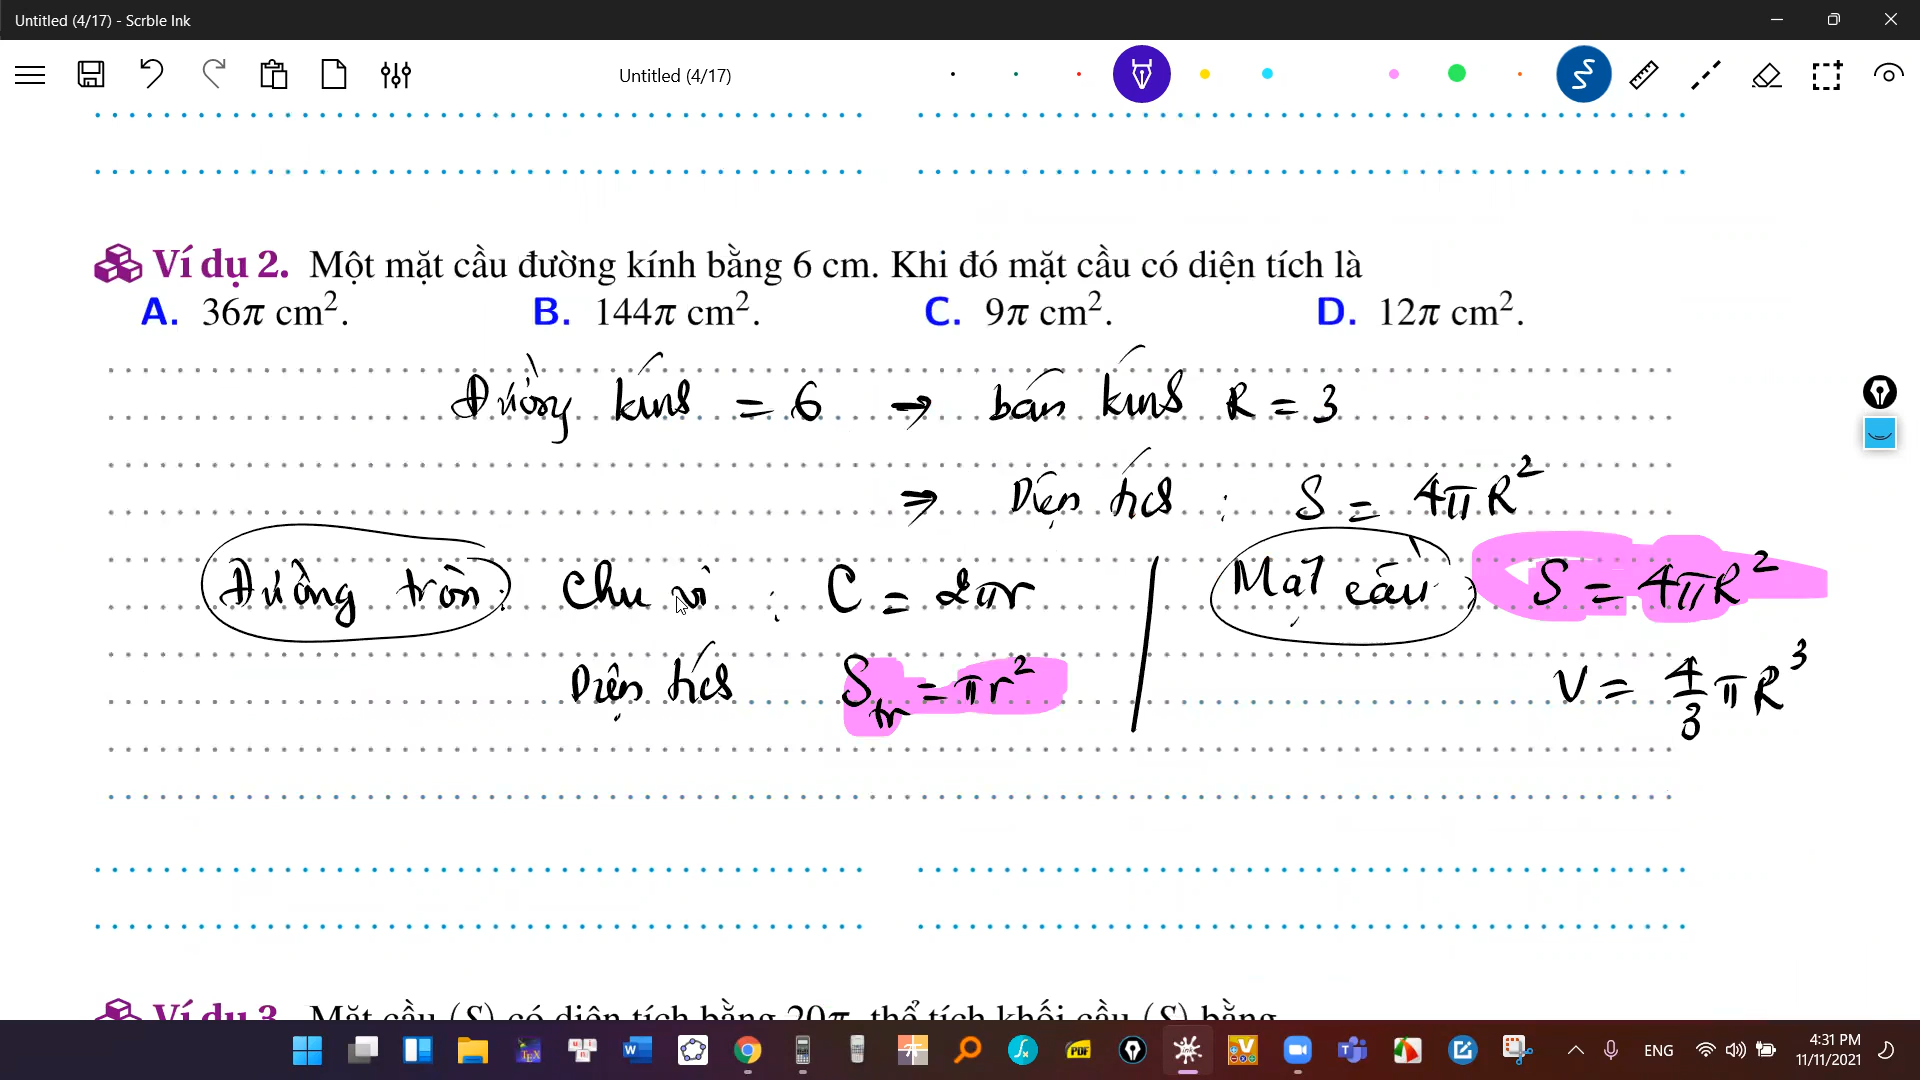 Untitled (4/17) - Scrble Ink
Untitled (4/17)
Ví dụ 2. Một mặt cầu đường kính bằng 6 cm. Khi đó mặt cầu có diện tích là
A. 36π cm². B. 144π cm². C. 9π cm². D. 12π cm².
Đường kính = 6 → bán kính R = 3
⇒ Diện tích : S = 4πR²
Đường tròn: Chu vi : C = 2πr
Diện tích S_tr = πr²
Mặt cầu: S = 4πR²
V = 4/3 πR³
Ví dụ 3. Mặt cầu (S) có diện tích bằng 20π, thể tích khối cầu (S) bằng
ENG
4:31 PM
11/11/2021